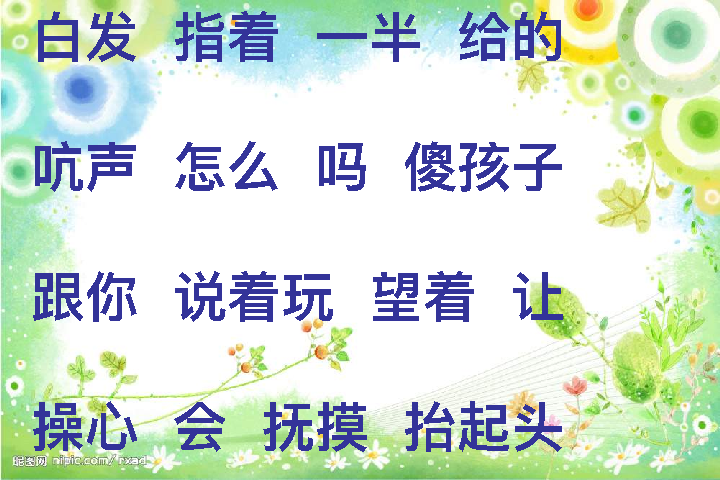 白发 指着 一半 给的
吭声 怎么 吗 傻孩子
跟你 说着玩 望着 让
操心 会 抚摸 抬起头
昵图网 nipic.com/rxad